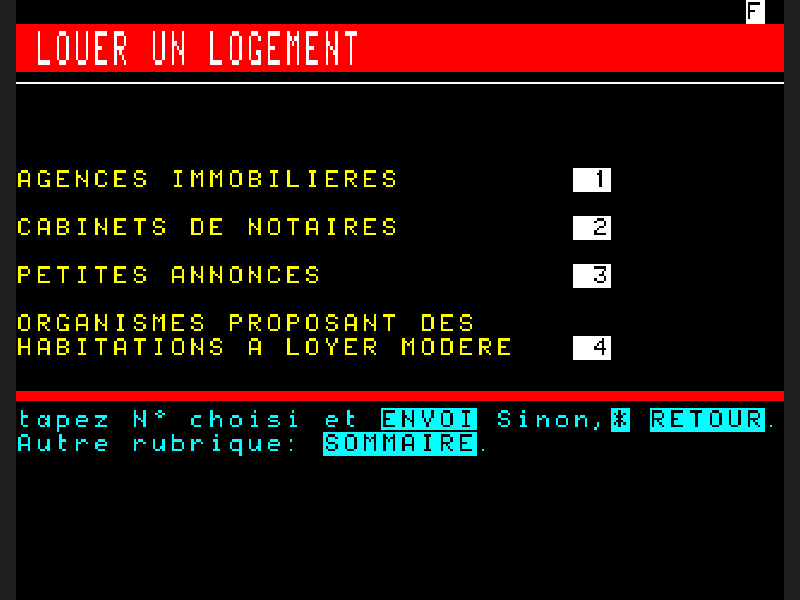 F
LOUER UN LOGEMENT
AGENCES IMMOBILIERES 1
CABINETS DE NOTAIRES 2
PETITES ANNONCES 3
ORGANISMES PROPOSANT DES
HABITATIONS A LOYER MODERE 4
tapez N° choisi et ENVOI Sinon,* RETOUR.
Autre rubrique: SOMMAIRE.